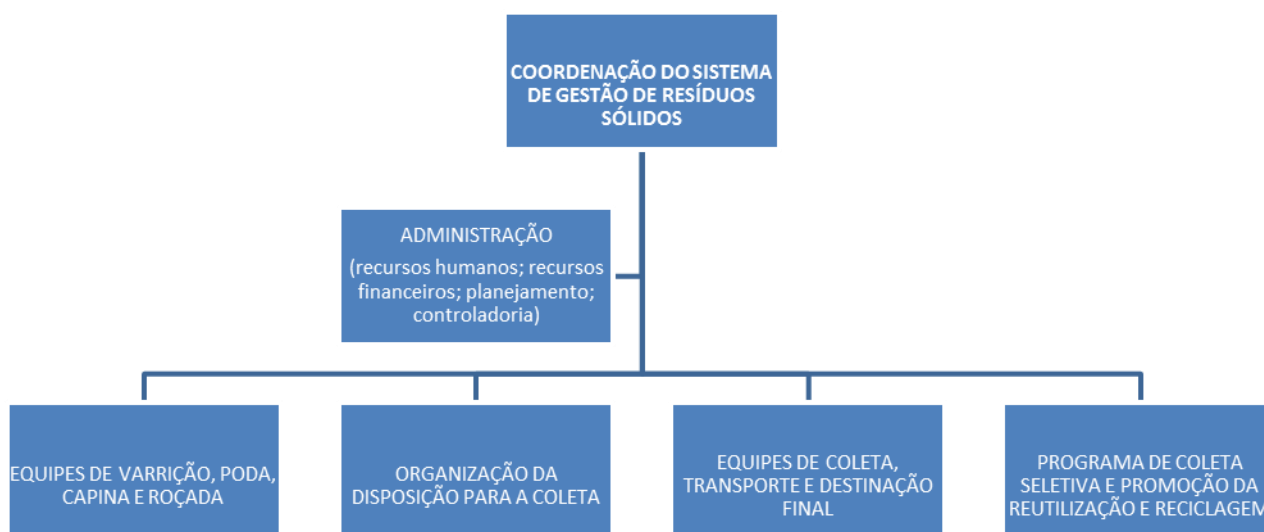 COORDENAÇÃO DO SISTEMA
DE GESTÃO DE RESÍDUOS
SÓLIDOS
ADMINISTRAÇÃO
(recursos humanos; recursos
financeiros; planejamento;
controladoria)
EQUIPES DE VARRIÇÃO, PODA,
CAPINA E ROÇADA
ORGANIZAÇÃO DA
DISPOSIÇÃO PARA A COLETA
EQUIPES DE COLETA,
TRANSPORTE E DESTINAÇÃO
FINAL
PROGRAMA DE COLETA
SELETIVA E PROMOÇÃO DA
REUTILIZAÇÃO E RECICLAGEM